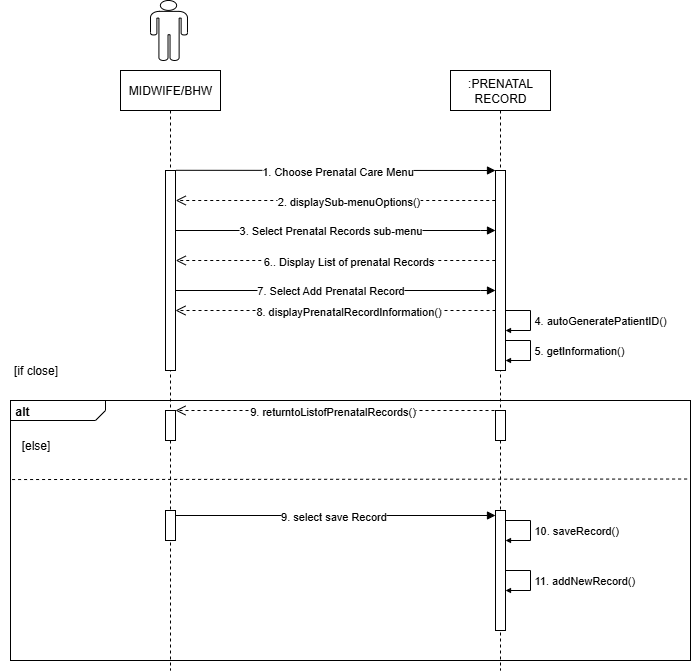 MIDWIFE/BHW
:PRENATAL
RECORD
1. Choose Prenatal Care Menu
2. displaySub-menuOptions()
3. Select Prenatal Records sub-menu
6.. Display List of prenatal Records
7. Select Add Prenatal Record
8. displayPrenatalRecordInformation()
4. autoGeneratePatientID()
5. getInformation()
[if close]
alt
9. returntoListofPrenatalRecords()
[else]
9. select save Record
10. saveRecord()
11. addNewRecord()